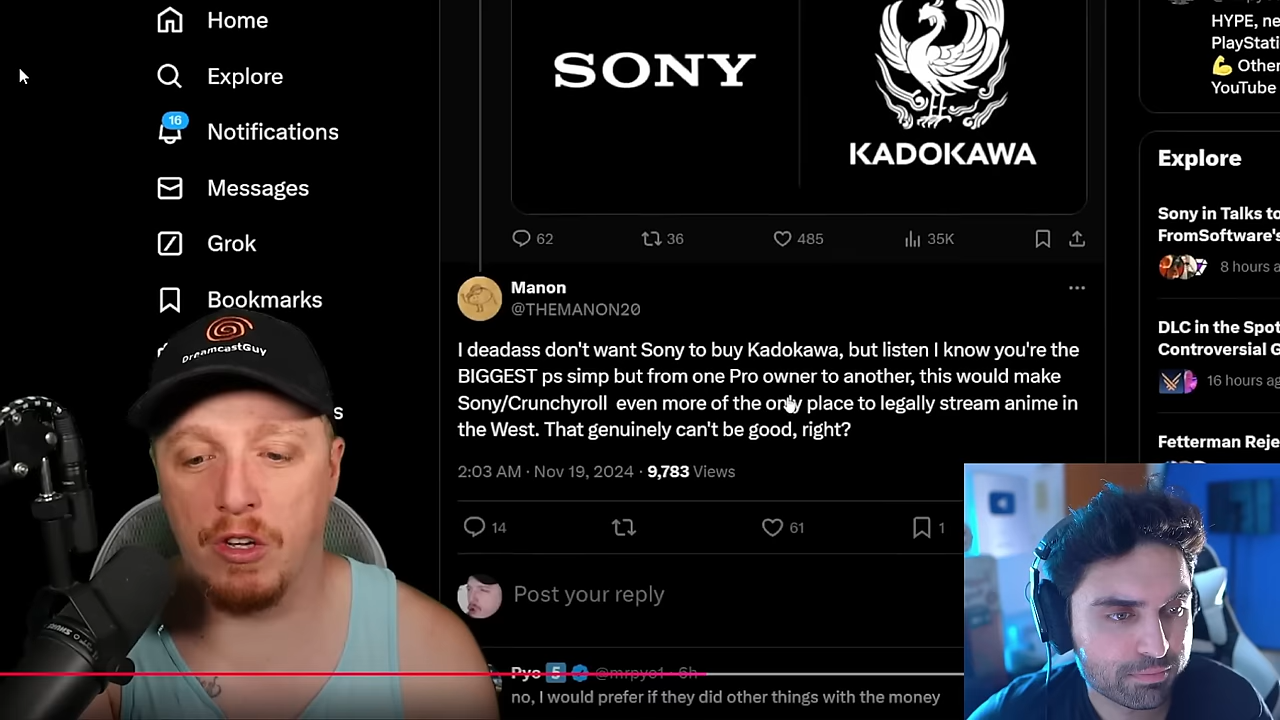 Home
Explore
16
Notifications
Messages
Grok
Bookmarks
s
SONY
KADOKAWA
62
36
485
35K
Manon
@THEMANON20
I deadass don't want Sony to buy Kadokawa, but listen I know you're the
BIGGEST ps simp but from one Pro owner to another, this would make
Sony/Crunchyroll even more of the only place to legally stream anime in
the West. That genuinely can't be good, right?
2:03 AM · Nov 19, 2024 · 9,783 Views
14
61
1
Post your reply
Pyo 5 @mrpyo1 · 6h
no, I would prefer if they did other things with the money
HYPE, ne
PlayStati
💪 Other
YouTube
Explore
Sony in Talks to
FromSoftware's
8 hours a
DLC in the Spot
Controversial G
16 hours ag
Fetterman Reje
DreamcastGuy
SHURE